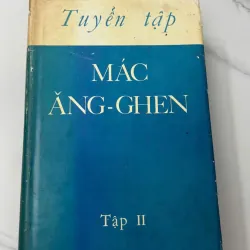 Tuyển tập
MÁC
ĂNG-GHEN
Tập II